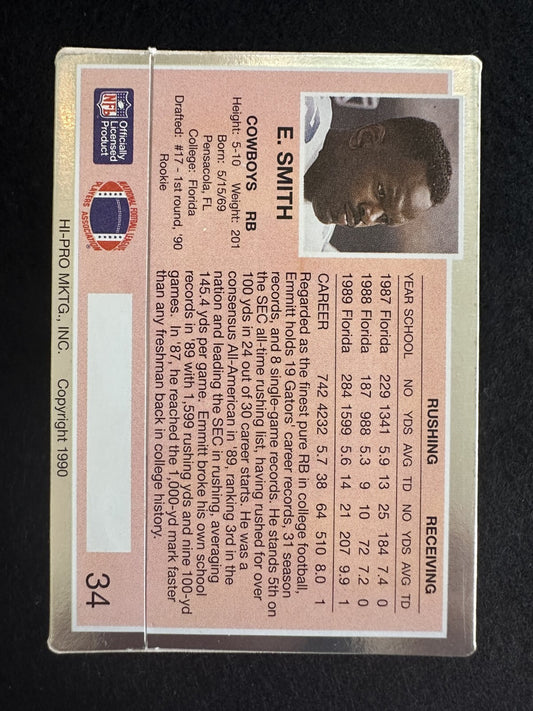 E. SMITH
COWBOYS RB
Height: 5-10 Weight: 201
Born: 5/15/69
Pensacola, FL
College: Florida
Drafted: #17 - 1st round, '90
Rookie
RUSHING RECEIVING
YEAR SCHOOL NO YDS AVG TD NO YDS AVG TD
1987 Florida 229 1341 5.9 13 25 184 7.4 0
1988 Florida 187 988 5.3 9 10 72 7.2 0
1989 Florida 284 1599 5.6 14 21 207 9.9 1
CAREER 742 4232 5.7 38 64 510 8.0 1
Regarded as the finest pure RB in college football,
Emmitt holds 19 Gators' career records, 31 season
records, and 8 single-game records. He stands 5th on
the SEC all-time rushing list, having rushed for over
100 yds in 24 out of 30 career starts. He was a
consensus All-American in '89, ranking 3rd in the
nation and leading the SEC in rushing, averaging
145.4 yds per game. Emmitt broke his own school
records in '89 with 1,599 rushing yds and nine 100-yd
games. In '87, he reached the 1,000-yd mark faster
than any freshman back in college history.
NFL
Officially
Licensed
Product
NATIONAL FOOTBALL LEAGUE
PLAYERS ASSOCIATION
34
HI-PRO MKTG., INC. Copyright 1990